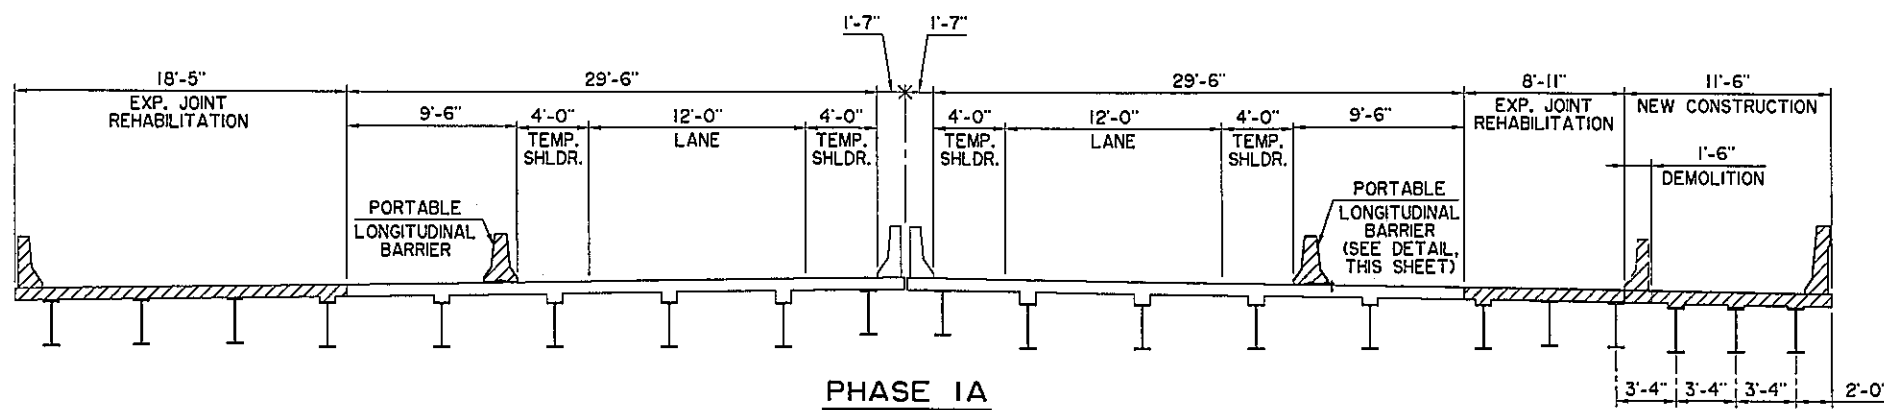 1'-7" 1'-7"
18'-5" 29'-6" 29'-6" 8'-11" 11'-6"
EXP. JOINT
REHABILITATION
EXP. JOINT
REHABILITATION
NEW CONSTRUCTION
9'-6" 4'-0" 12'-0" 4'-0" 4'-0" 12'-0" 4'-0" 9'-6"
TEMP.
SHLDR.
LANE
TEMP.
SHLDR.
TEMP.
SHLDR.
LANE
TEMP.
SHLDR.
1'-6"
DEMOLITION
PORTABLE
LONGITUDINAL
BARRIER
PORTABLE
LONGITUDINAL
BARRIER
(SEE DETAIL,
THIS SHEET)
3'-4" 3'-4" 3'-4" 2'-0"
PHASE 1A